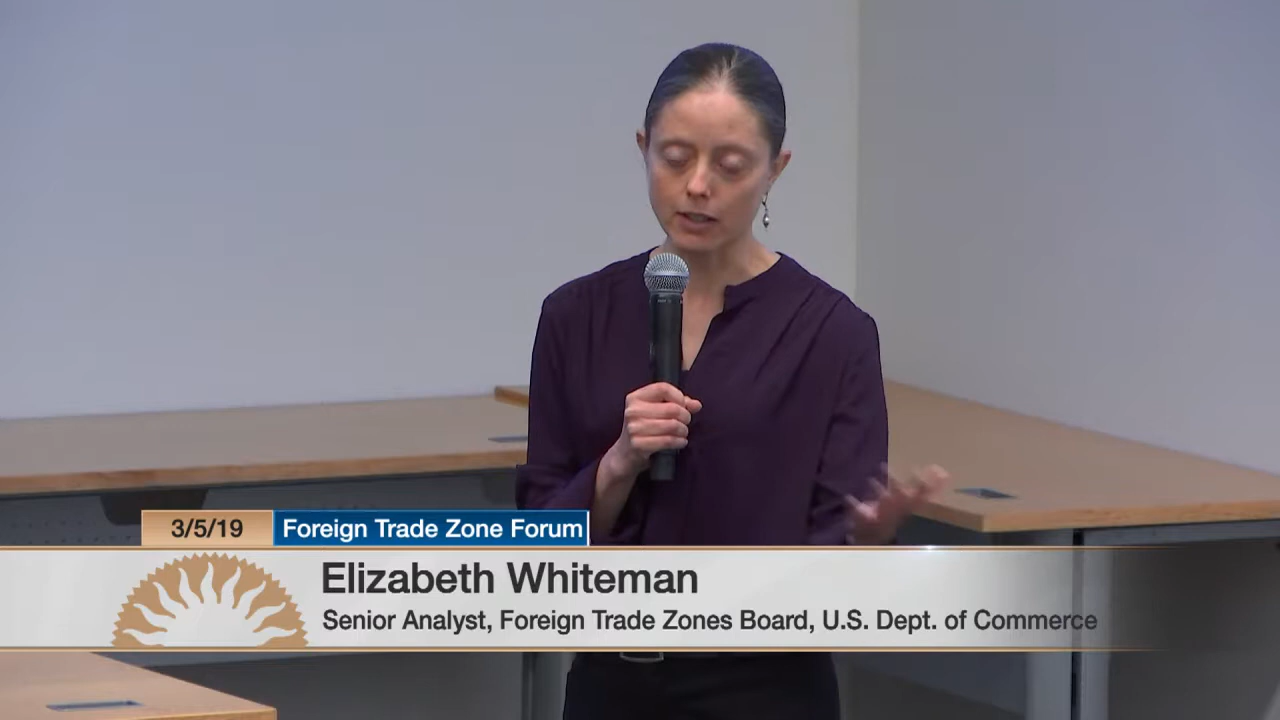 3/5/19
Foreign Trade Zone Forum
Elizabeth Whiteman
Senior Analyst, Foreign Trade Zones Board, U.S. Dept. of Commerce